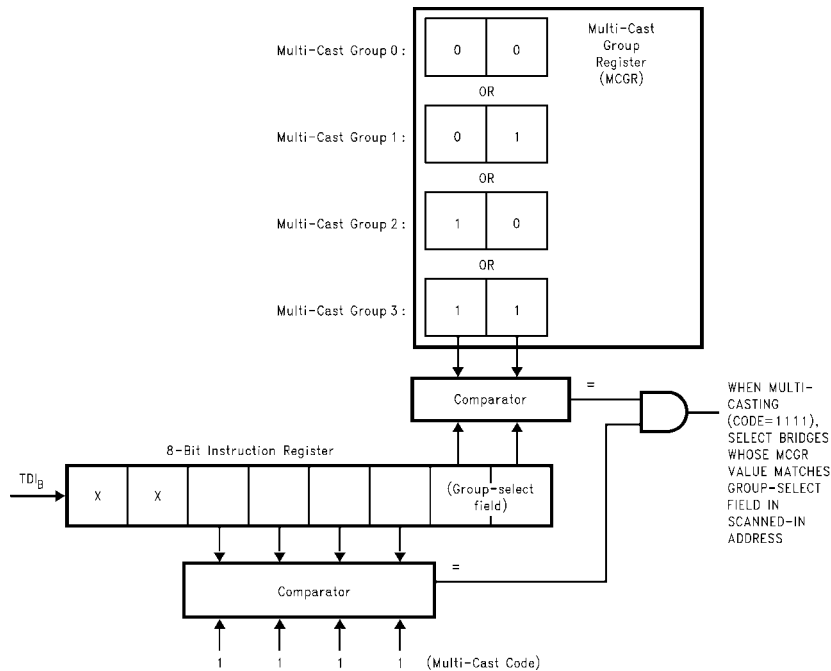 Multi-Cast Group 0 :
0 0
Multi-Cast
Group
Register
(MCGR)
OR
Multi-Cast Group 1 :
0 1
OR
Multi-Cast Group 2 :
1 0
OR
Multi-Cast Group 3 :
1 1
Comparator
=
WHEN MULTI-
CASTING
(CODE=1111),
SELECT BRIDGES
WHOSE MCGR
VALUE MATCHES
GROUP-SELECT
FIELD IN
SCANNED-IN
ADDRESS
8-Bit Instruction Register
TDIB
X X
(Group-select
field)
Comparator
=
1 1 1 1 (Multi-Cast Code)